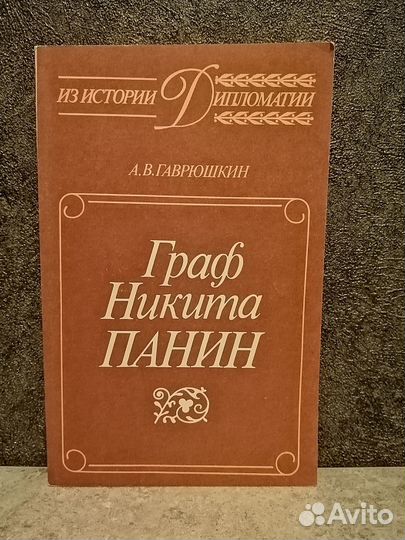 ИЗ ИСТОРИИ ДИПЛОМАТИИ
А.В.ГАВРЮШКИН
Граф
Никита
ПАНИН
Avito